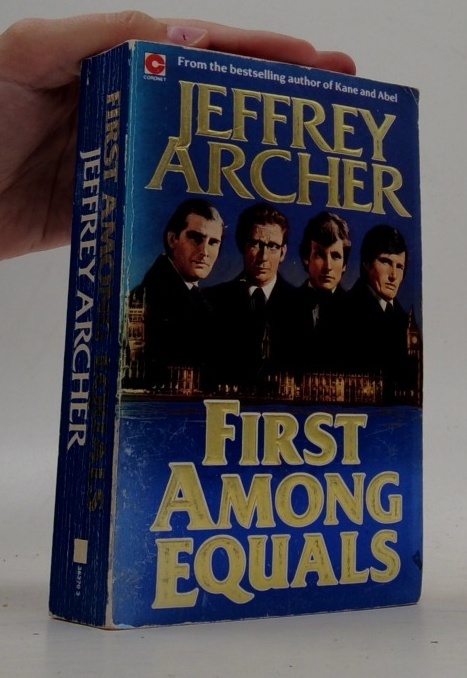 CORONET
From the bestselling author of Kane and Abel
JEFFREY
ARCHER
FIRST
AMONG
EQUALS
FIRST AMONG EQUALS
JEFFREY ARCHER